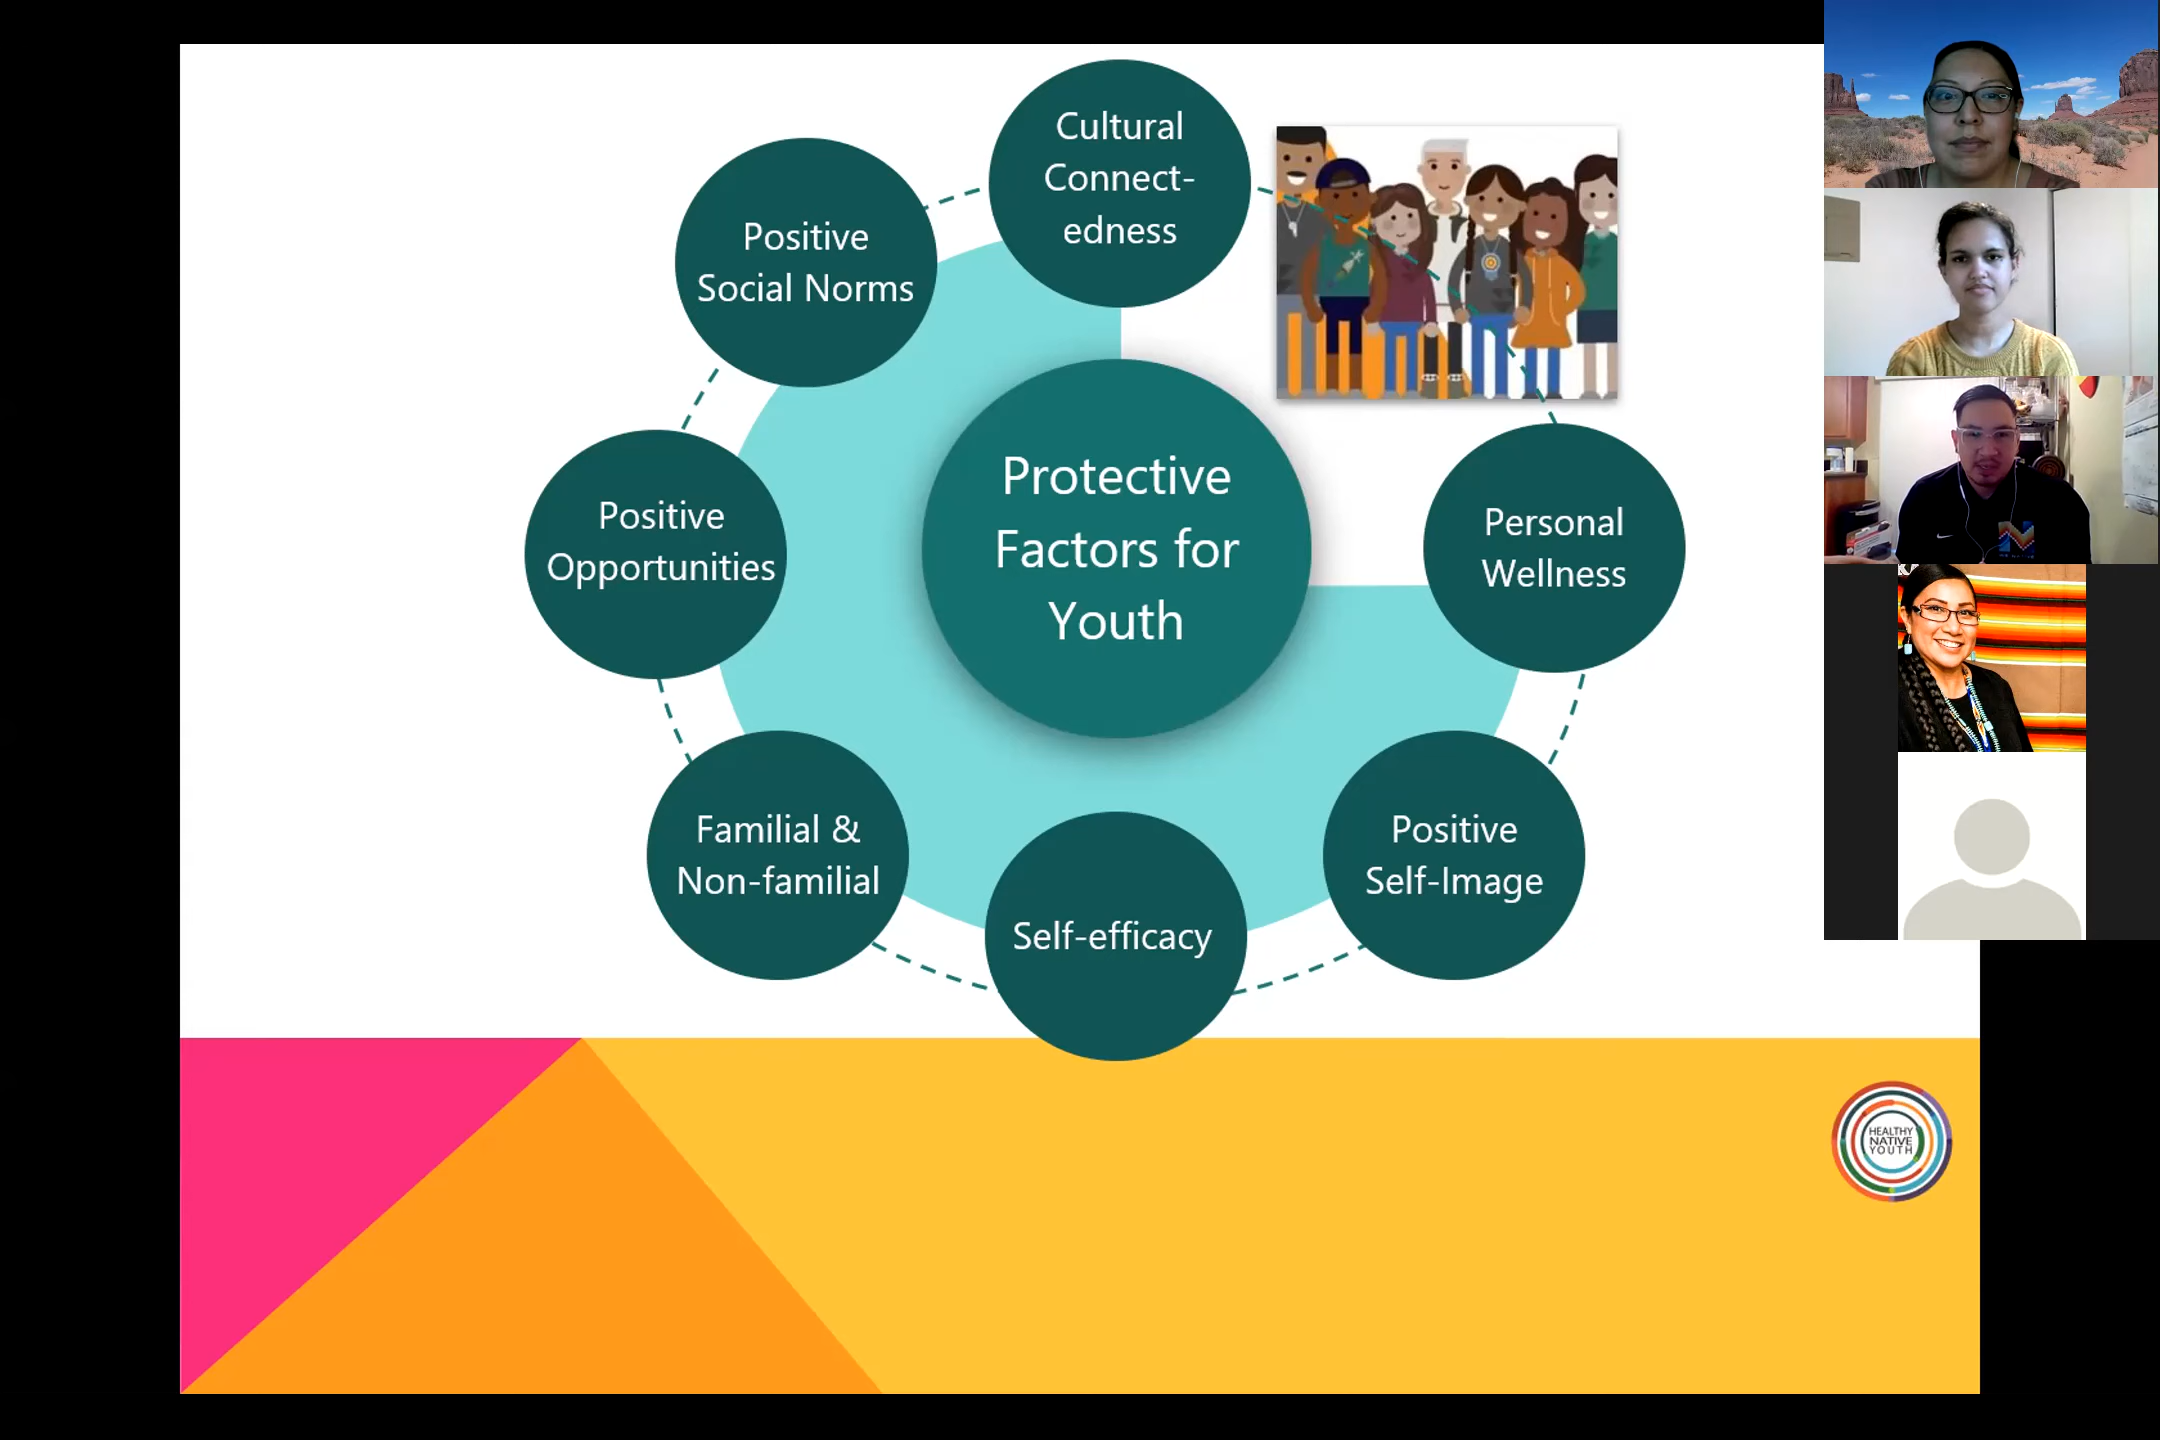 Cultural
Connect-
edness
Positive
Social Norms
Positive
Opportunities
Protective
Factors for
Youth
Personal
Wellness
Familial &
Non-familial
Self-efficacy
Positive
Self-Image
HEALTHY
NATIVE
YOUTH